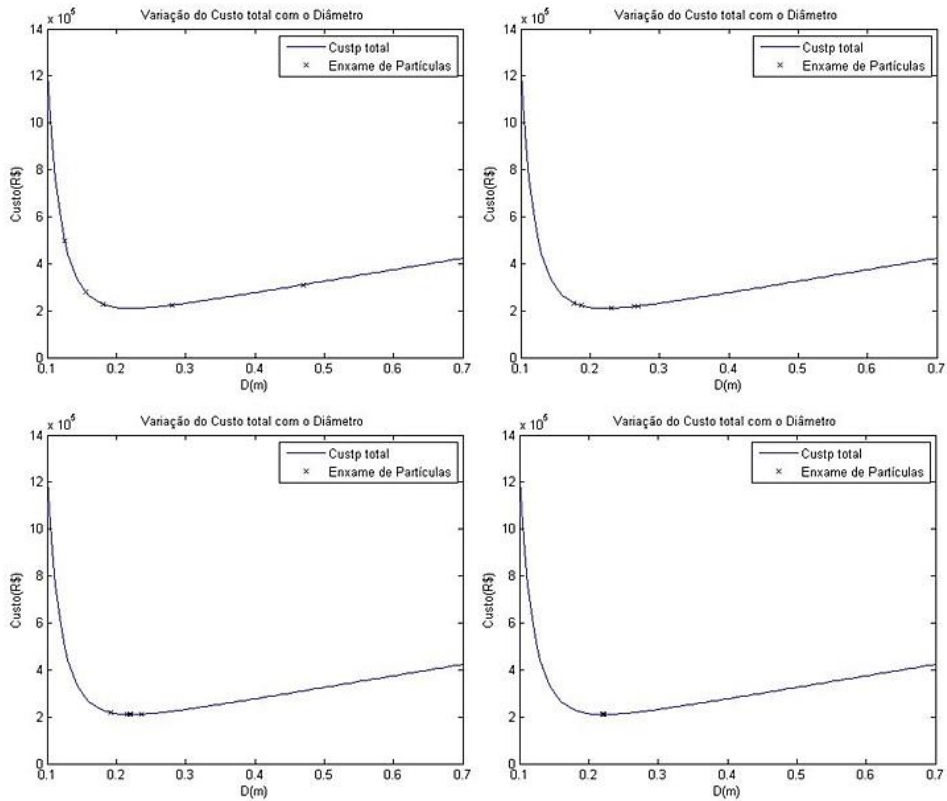 Variação do Custo total com o Diâmetro
x 10^5
14
12
10
8
6
4
2
0
Custo(R$)
Custp total
Enxame de Partículas
0.1 0.2 0.3 0.4 0.5 0.6 0.7
D(m)
Variação do Custo total com o Diâmetro
x 10^5
14
12
10
8
6
4
2
0
Custo(R$)
Custp total
Enxame de Partículas
0.1 0.2 0.3 0.4 0.5 0.6 0.7
D(m)
Variação do Custo total com o Diâmetro
x 10^5
14
12
10
8
6
4
2
0
Custo(R$)
Custp total
Enxame de Partículas
0.1 0.2 0.3 0.4 0.5 0.6 0.7
D(m)
Variação do Custo total com o Diâmetro
x 10^5
14
12
10
8
6
4
2
0
Custo(R$)
Custp total
Enxame de Partículas
0.1 0.2 0.3 0.4 0.5 0.6 0.7
D(m)